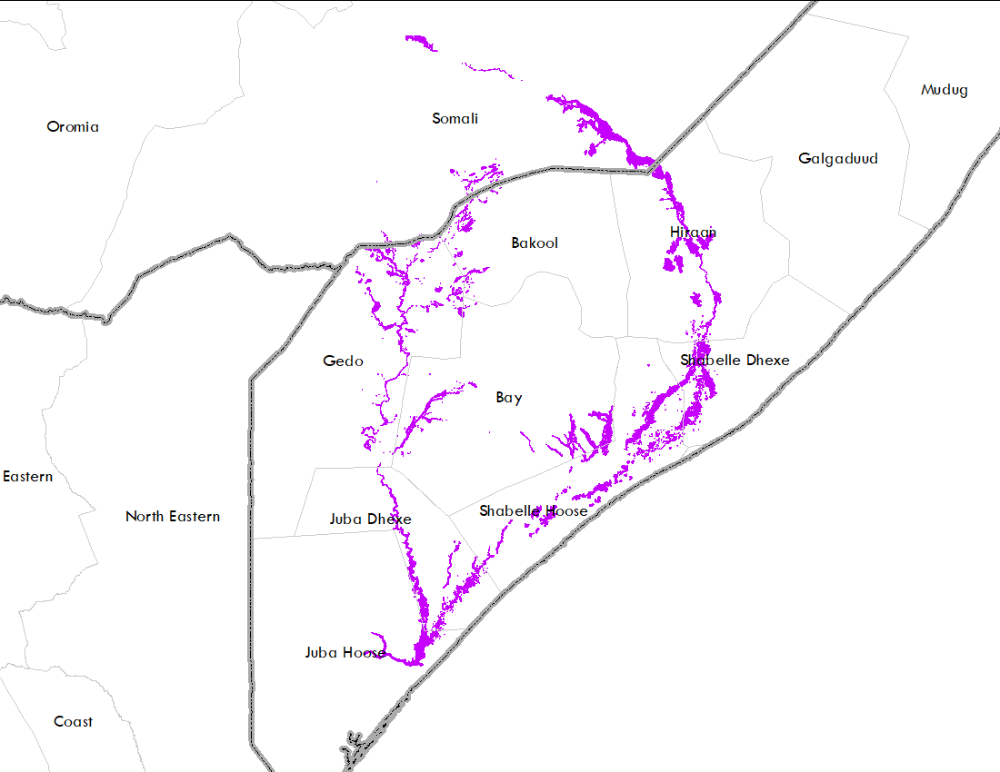 Mudug
Somali
Oromia
Galgaduud
Hiraan
Bakool
Gedo
Shabelle Dhexe
Bay
Eastern
North Eastern
Shabelle Hoose
Juba Dhexe
Juba Hoose
Coast